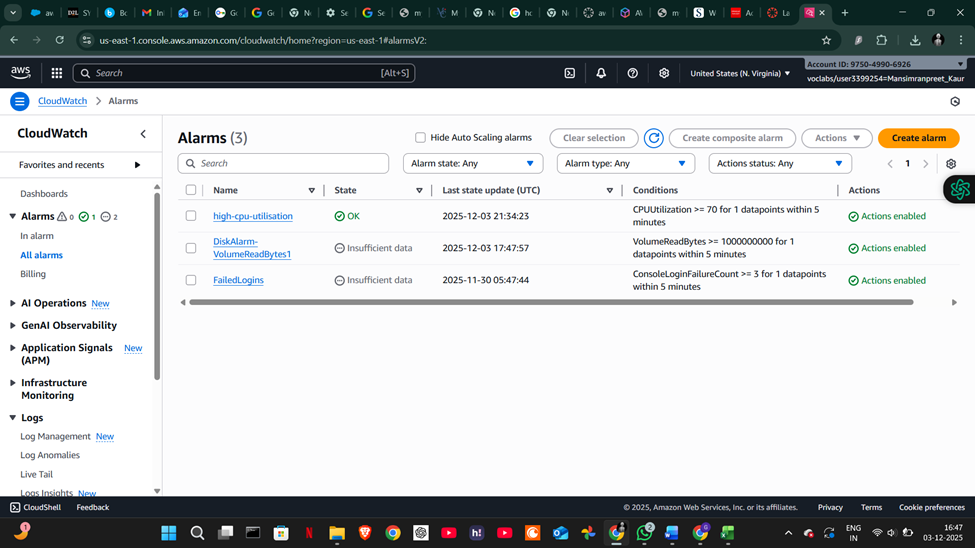 us-east-1.console.aws.amazon.com/cloudwatch/home?region=us-east-1#alarmsV2:
aws
Search [Alt+S]
United States (N. Virginia)
Account ID: 9750-4990-6926
voclabs/user3399254=Mansimranpreet_Kaur
CloudWatch > Alarms
CloudWatch
Favorites and recents
Dashboards
Alarms 0 1 2
In alarm
All alarms
Billing
AI Operations New
GenAI Observability
Application Signals New
(APM)
Infrastructure
Monitoring
Logs
Log Management New
Log Anomalies
Live Tail
Logs Insights New
Alarms (3)
Hide Auto Scaling alarms
Clear selection
Create composite alarm
Actions
Create alarm
Search
Alarm state: Any
Alarm type: Any
Actions status: Any
1
Name State Last state update (UTC) Conditions Actions
high-cpu-utilisation OK 2025-12-03 21:34:23 CPUUtilization >= 70 for 1 datapoints within 5
minutes Actions enabled
DiskAlarm-
VolumeReadBytes1 Insufficient data 2025-12-03 17:47:57 VolumeReadBytes >= 1000000000 for 1
datapoints within 5 minutes Actions enabled
FailedLogins Insufficient data 2025-11-30 05:47:44 ConsoleLoginFailureCount >= 3 for 1 datapoints
within 5 minutes Actions enabled
CloudShell Feedback
© 2025, Amazon Web Services, Inc. or its affiliates. Privacy Terms Cookie preferences
ENG
IN
16:47
03-12-2025